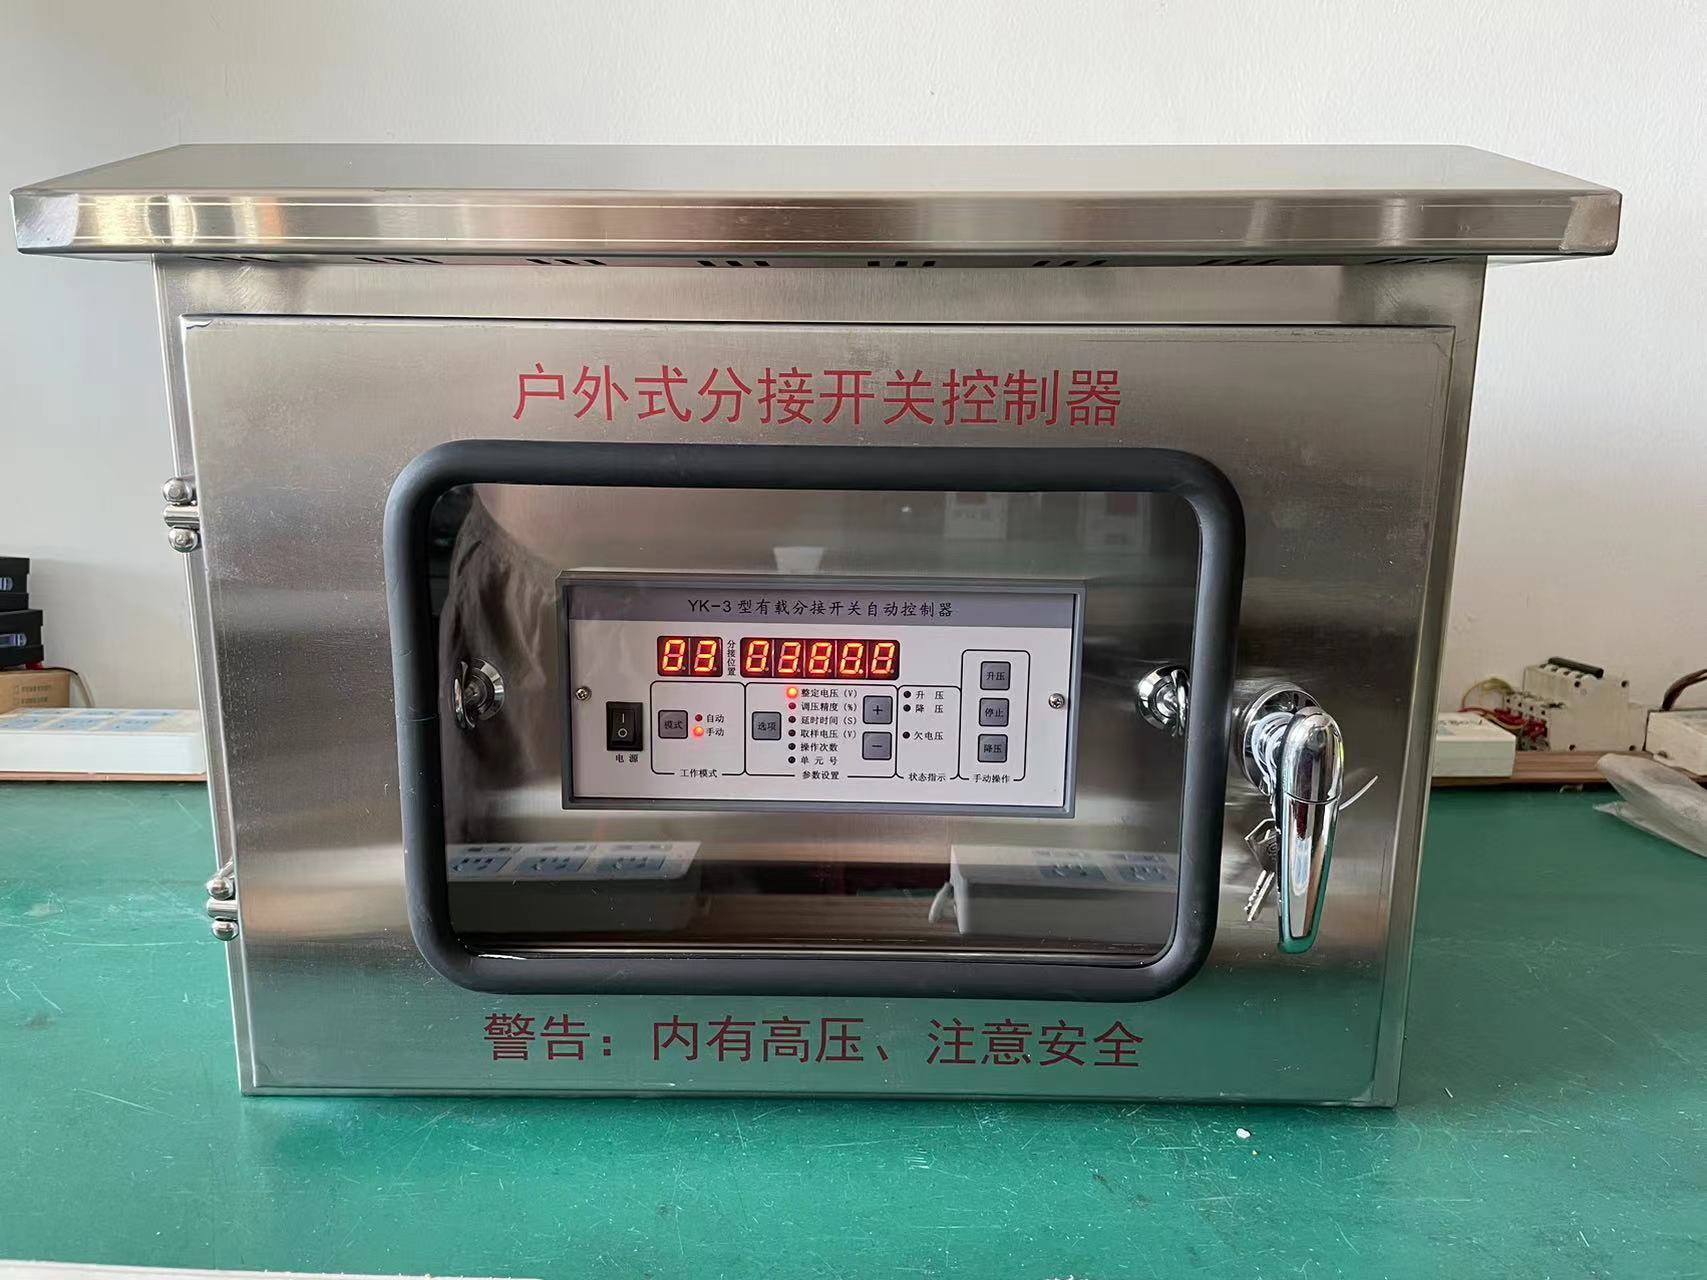 户外式分接开关控制器
YK-3 型有载分接开关自动控制器
03
分接位置
整定电压(V)
调压精度(%)
延时时间(S)
取样电压(V)
操作次数
单元号
模式
自动
手动
选项
+
−
升 压
降 压
欠电压
升压
停止
降压
电 源
工作模式
参数设置
状态指示
手动操作
警告：内有高压、注意安全